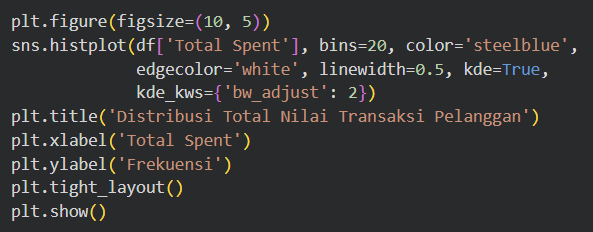 plt.figure(figsize=(10, 5))
sns.histplot(df['Total Spent'], bins=20, color='steelblue',
             edgecolor='white', linewidth=0.5, kde=True,
             kde_kws={'bw_adjust': 2})
plt.title('Distribusi Total Nilai Transaksi Pelanggan')
plt.xlabel('Total Spent')
plt.ylabel('Frekuensi')
plt.tight_layout()
plt.show()